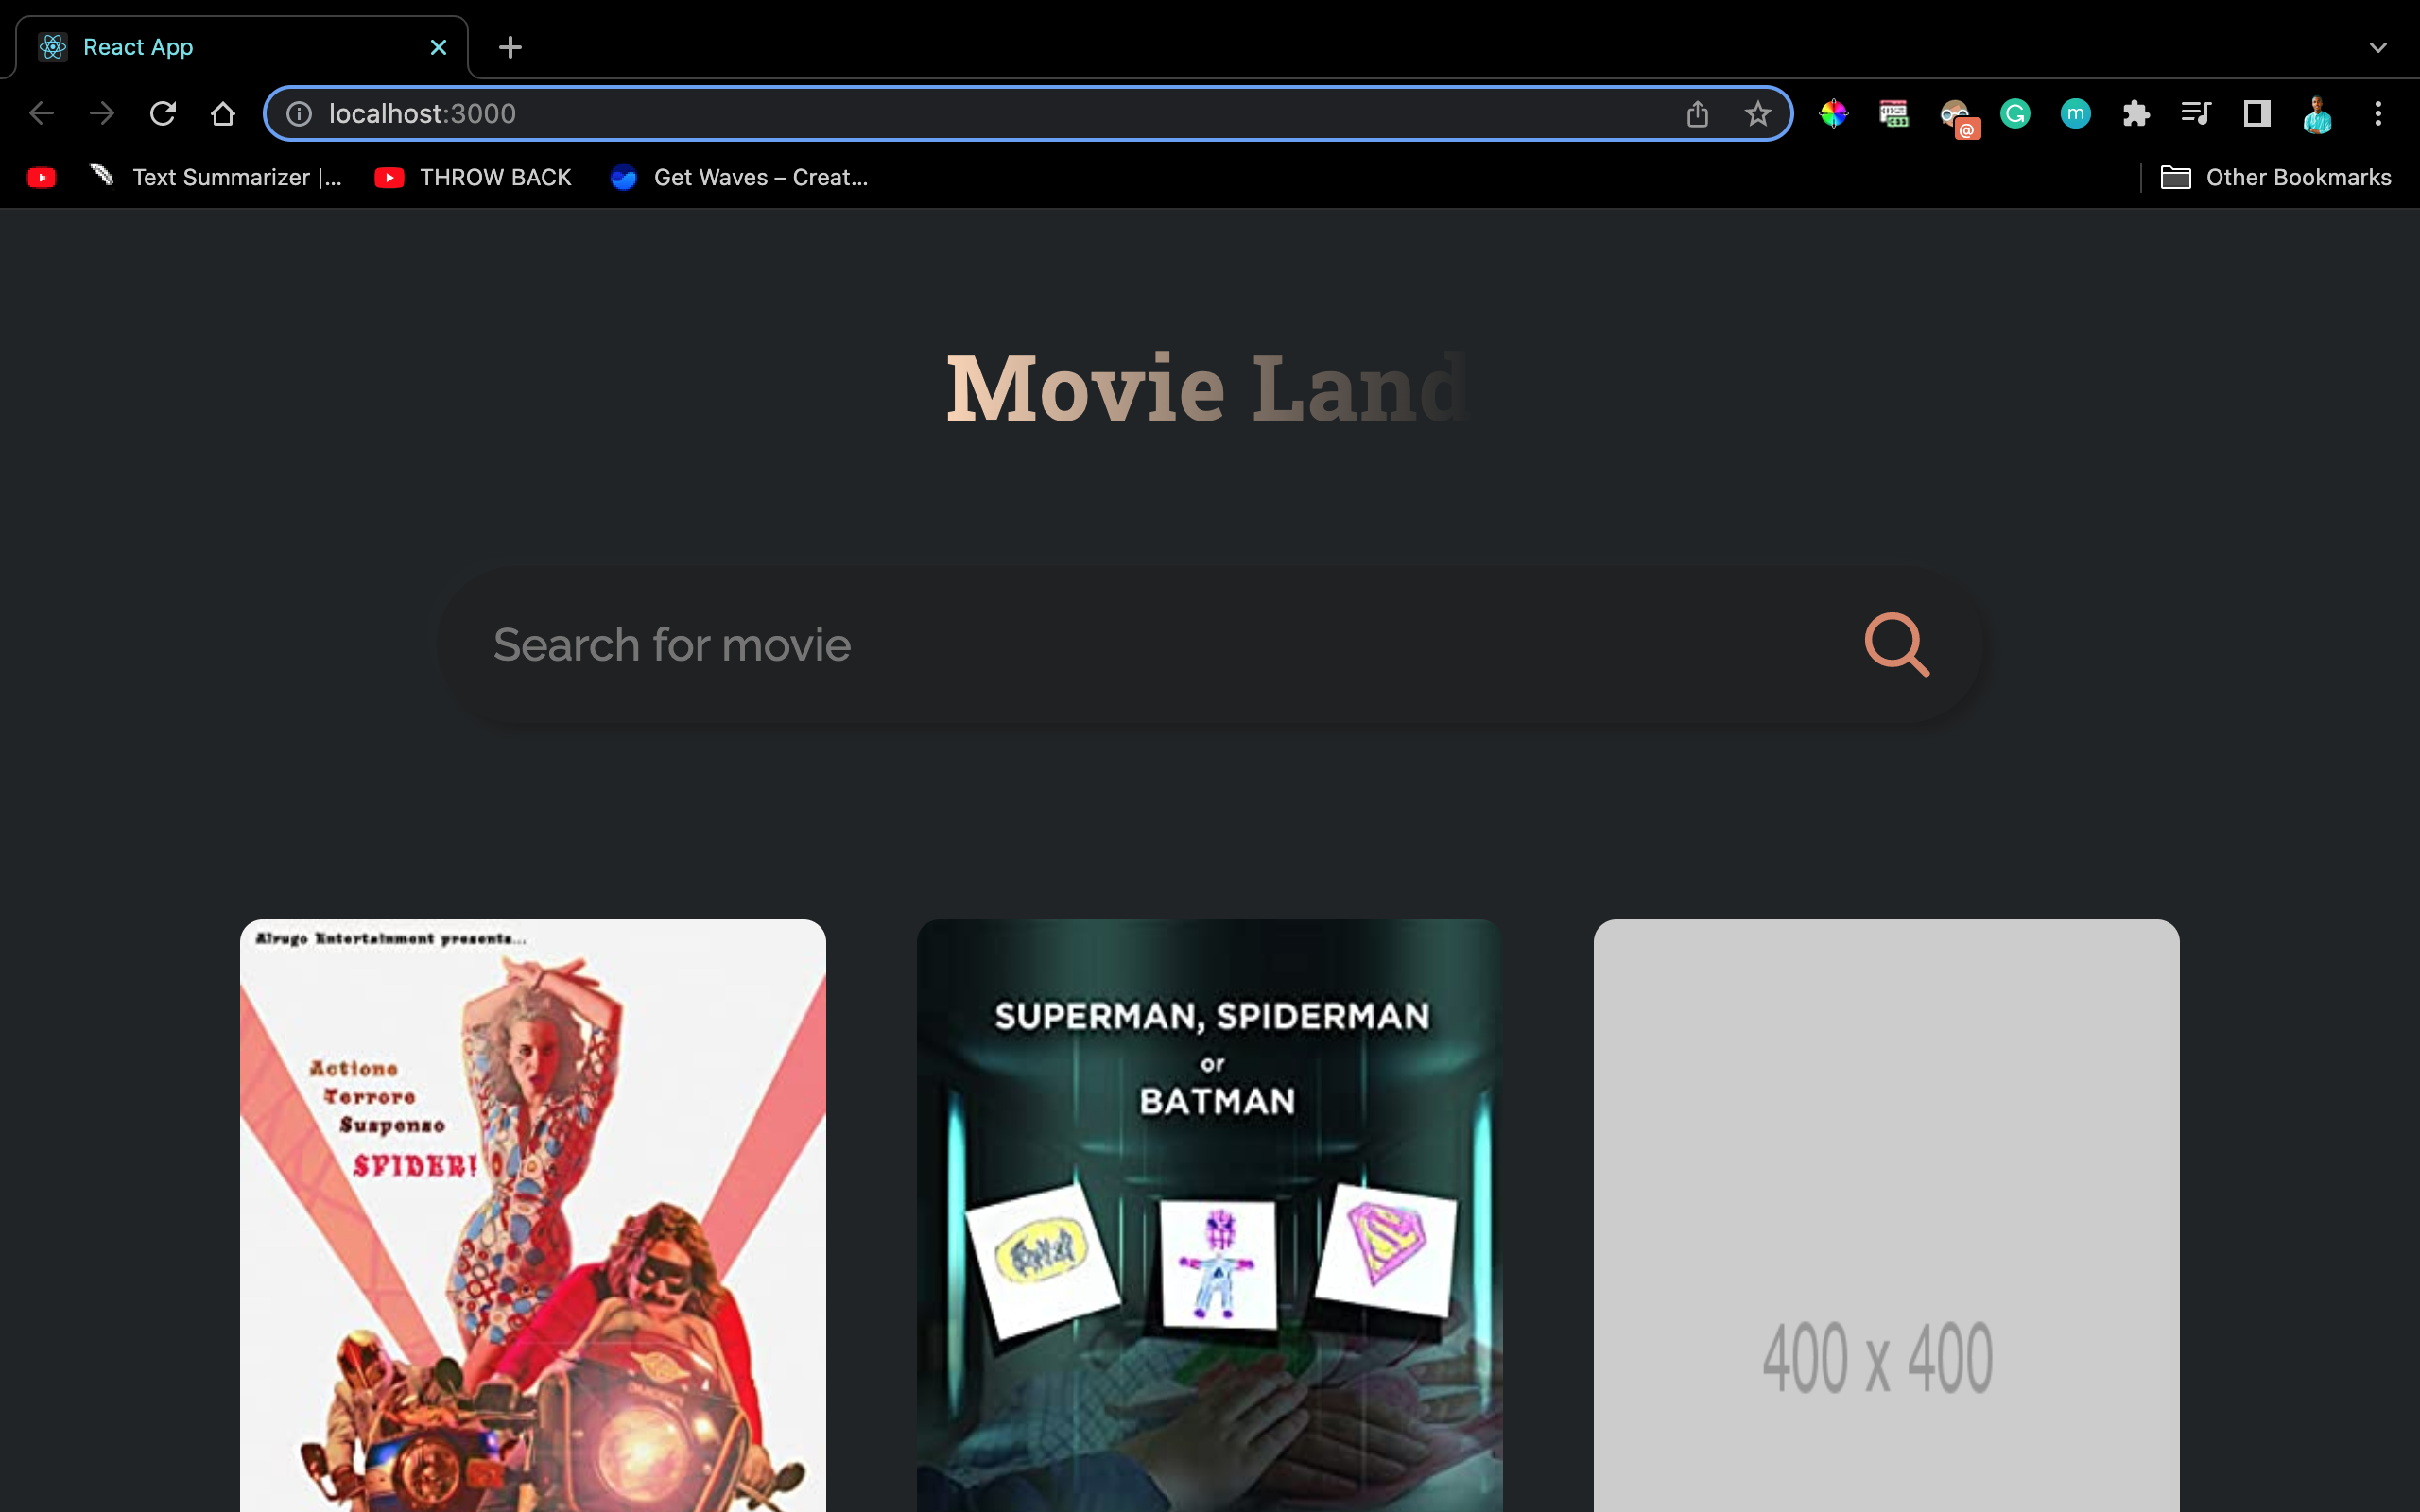 React App
localhost:3000
Text Summarizer |...
THROW BACK
Get Waves – Creat...
Other Bookmarks
Movie Land
Search for movie
Alrugo Entertainment presents...
Actione
Terrore
Suspenso
SPIDER!
SUPERMAN, SPIDERMAN
or
BATMAN
400 x 400